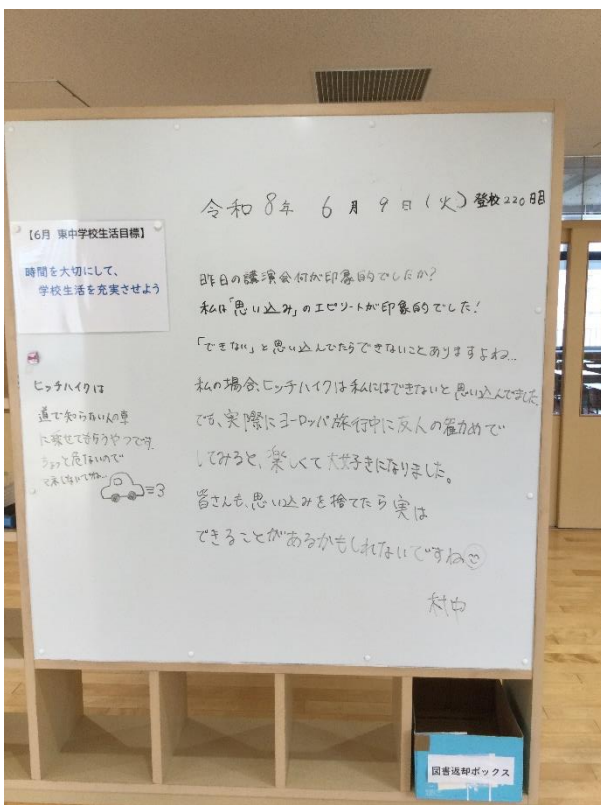 令和8年 6月9日(火) 登校220日目
【6月 東中学校生活目標】
時間を大切にして、
学校生活を充実させよう
昨日の講演会何が印象的でしたか?
私は「思い込み」のエピソードが印象的でした!
「できない」と思い込んでたらできないことありますよね…
私の場合、ヒッチハイクは私にはできないと思い込んでました。
でも、実際にヨーロッパ旅行中に友人の勧めで
してみると、楽しくて大好きになりました。
皆さんも、思い込みを捨てたら実は
できることがあるかもしれないですね
村中
ヒッチハイクは
道で知らない人の車
に乗せてもらうやつです。
ちょっと危ないので
図書返却ボックス